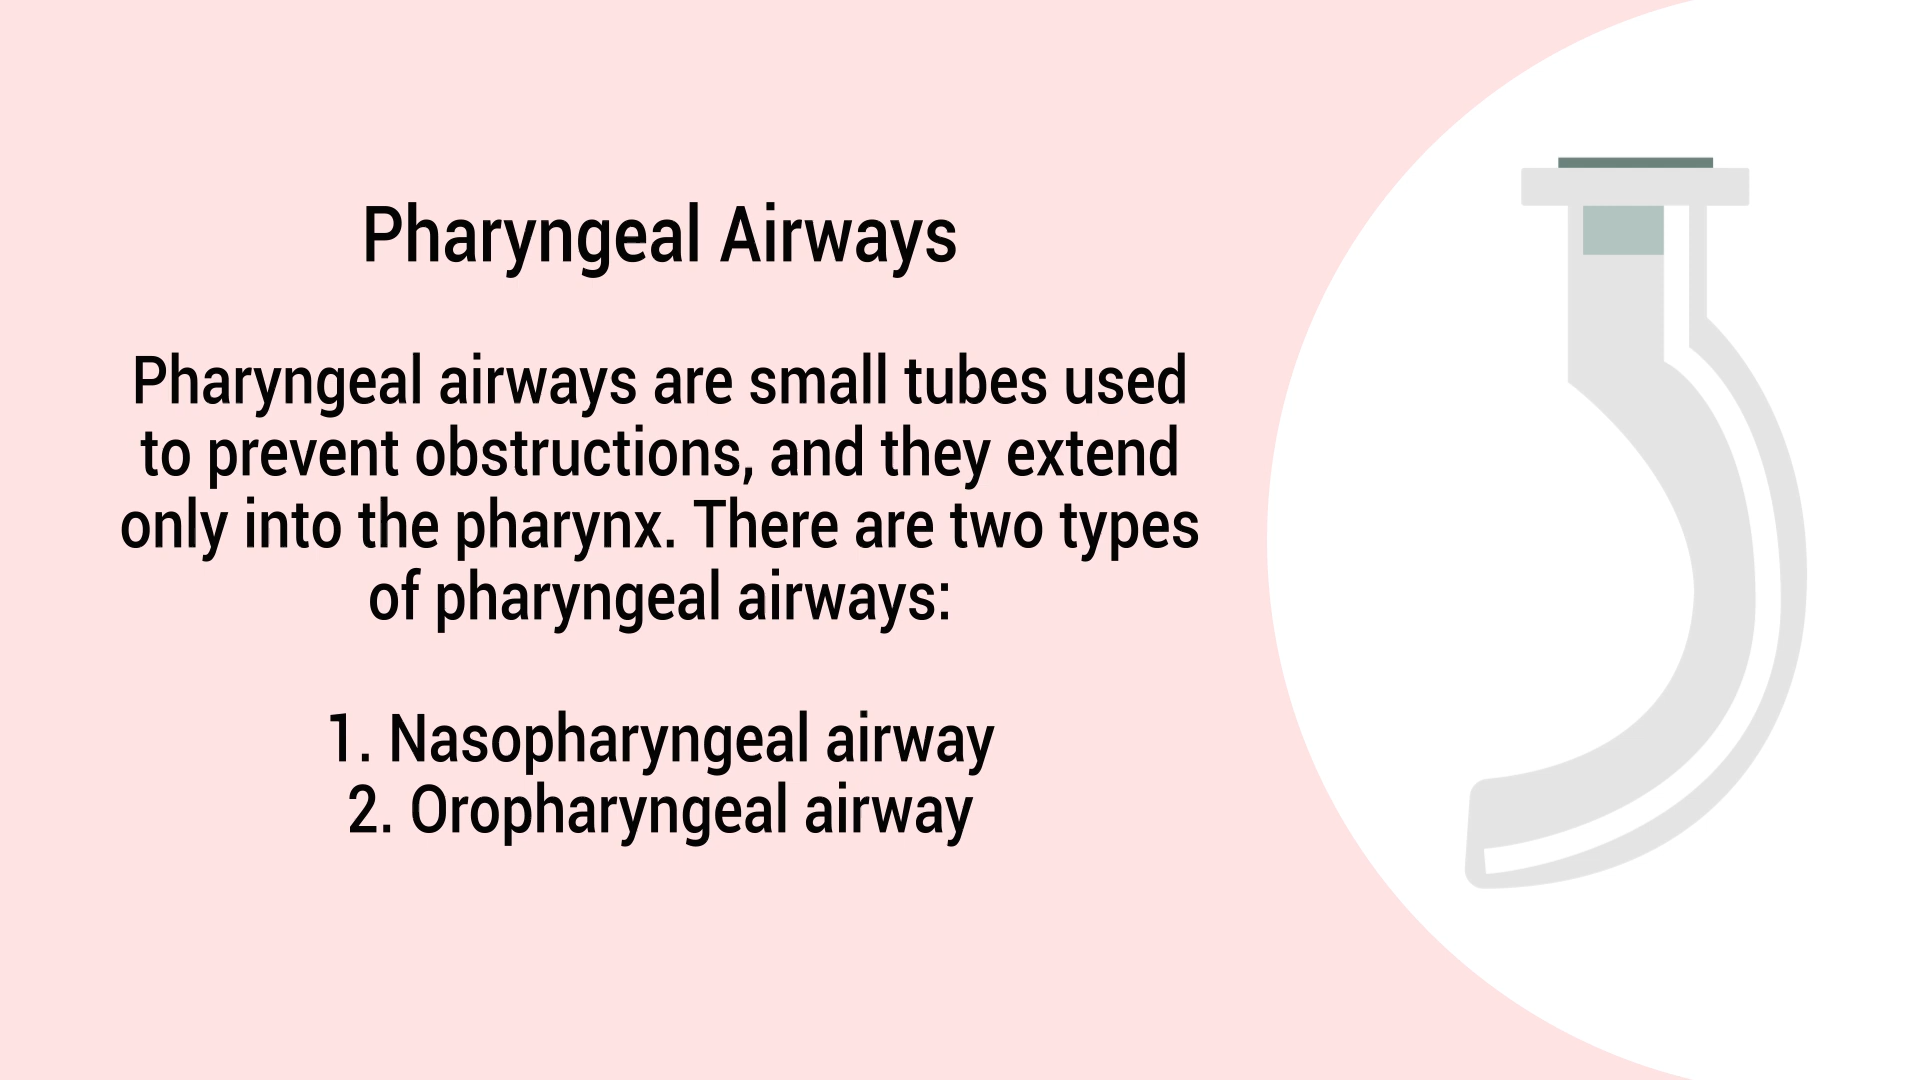 Pharyngeal Airways
Pharyngeal airways are small tubes used
to prevent obstructions, and they extend
only into the pharynx. There are two types
of pharyngeal airways:
1. Nasopharyngeal airway
2. Oropharyngeal airway